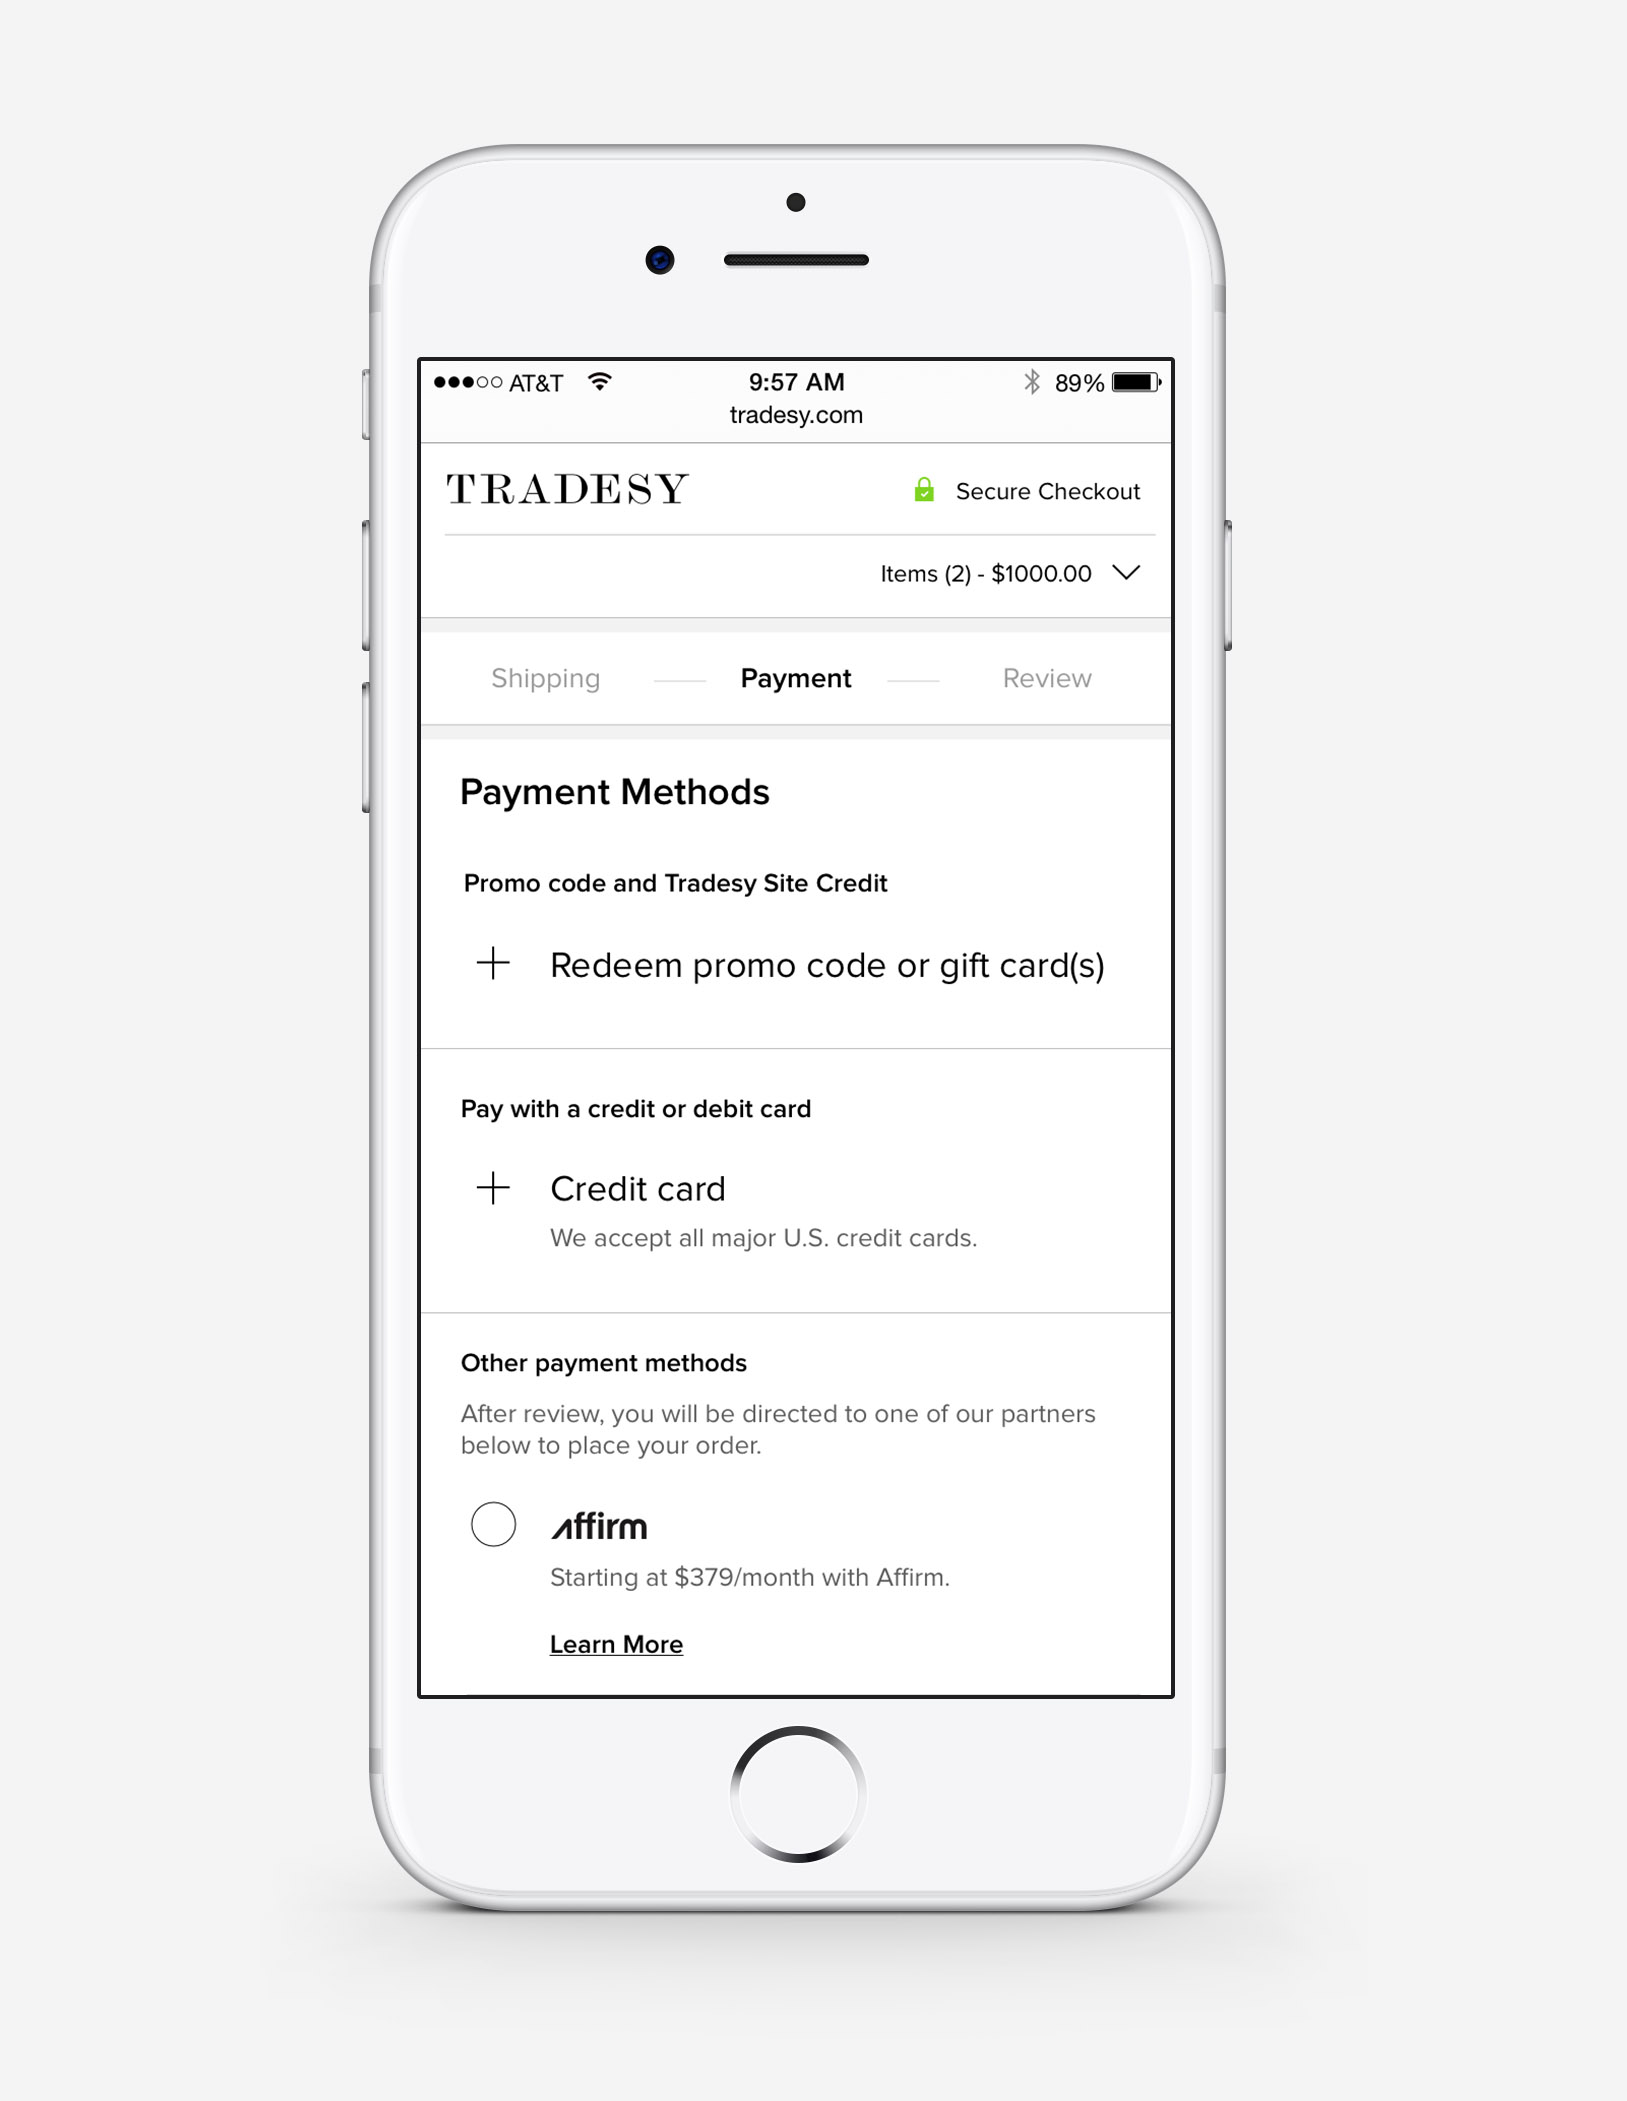 AT&T 9:57 AM 89%
tradesy.com
TRADESY Secure Checkout
Items (2) - $1000.00
Shipping Payment Review
Payment Methods
Promo code and Tradesy Site Credit
Redeem promo code or gift card(s)
Pay with a credit or debit card
Credit card
We accept all major U.S. credit cards.
Other payment methods
After review, you will be directed to one of our partners
below to place your order.
Affirm
Starting at $379/month with Affirm.
Learn More